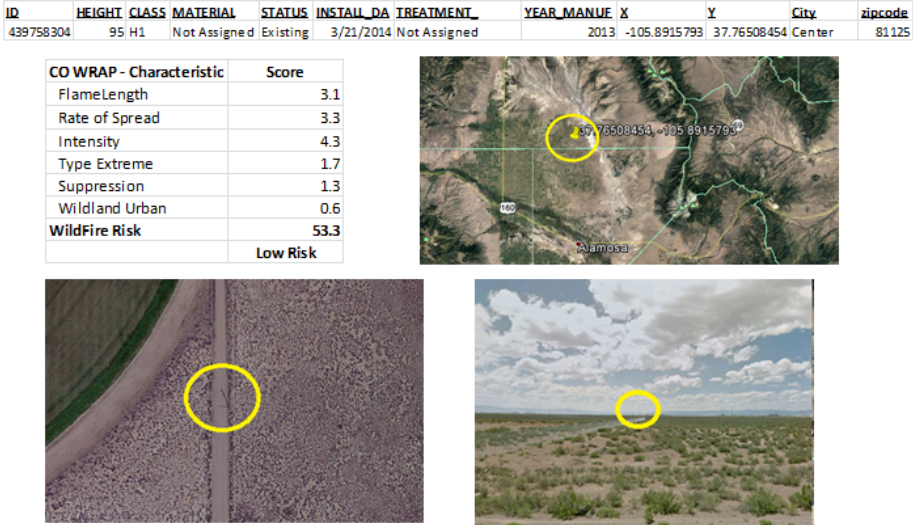 ID HEIGHT CLASS MATERIAL STATUS INSTALL_DA TREATMENT_ YEAR_MANUF X Y City zipcode
439758304 95 H1 Not Assigned Existing 3/21/2014 Not Assigned 2013 -105.8915793 37.76508454 Center 81125
CO WRAP - Characteristic Score
FlameLength 3.1
Rate of Spread 3.3
Intensity 4.3
Type Extreme 1.7
Suppression 1.3
Wildland Urban 0.6
WildFire Risk 53.3
Low Risk
37.76508454, -105.8915793
160
Alamosa